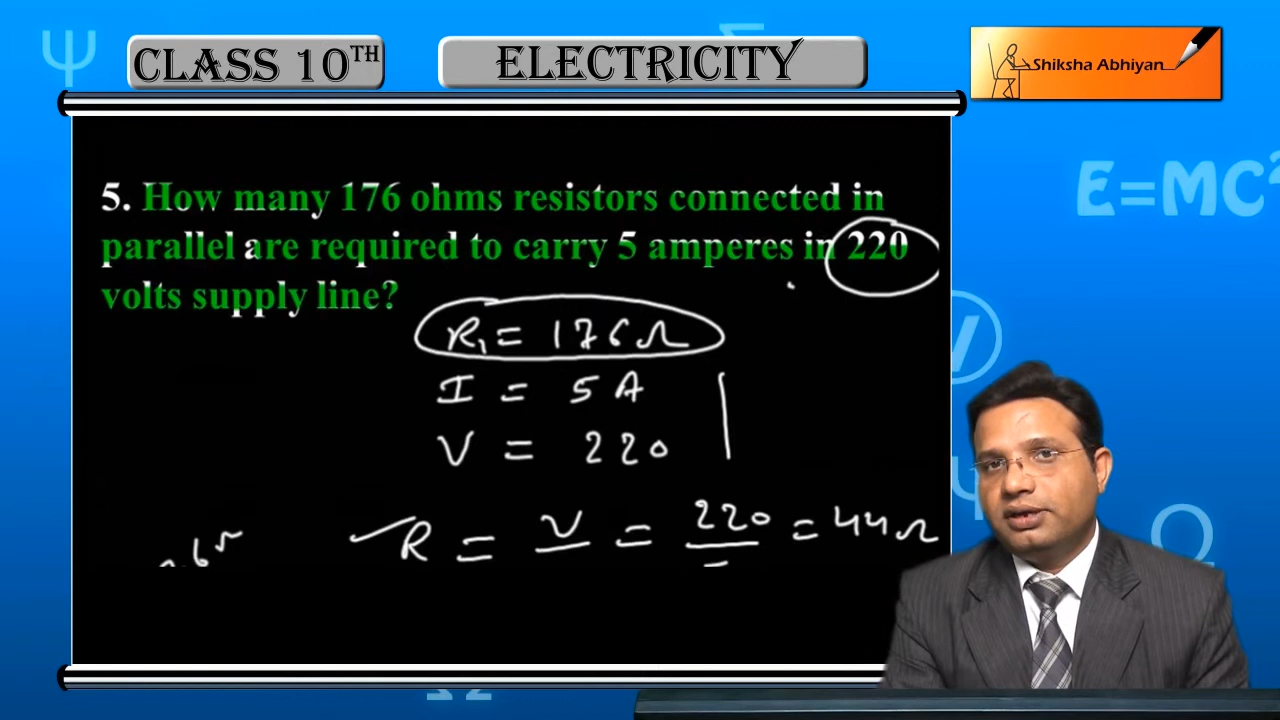 Ψ
Σ
CLASS 10TH
ELECTRICITY
Shiksha Abhiyan
E=MC2
5. How many 176 ohms resistors connected in
parallel are required to carry 5 amperes in 220
volts supply line?
R1 = 176Ω
I = 5 A
V = 220
R = V = 220 = 44Ω
V
Ω